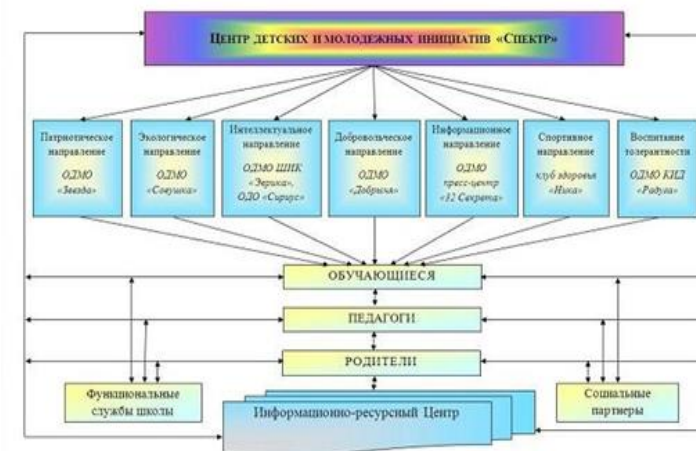 ЦЕНТР ДЕТСКИХ И МОЛОДЕЖНЫХ ИНИЦИАТИВ «СПЕКТР»
Патриотическое
направление
ОДМО
«Звезда»
Экологическое
направление
ОДМО
«Совушка»
Интеллектуальное
направление
ОДМО ШИК
«Эврика»,
ОДО «Сириус»
Добровольческое
направление
ОДМО
«Добрыня»
Информационное
направление
ОДМО
пресс-центр
«32 Секрета»
Спортивное
направление
клуб здоровья
«Ника»
Воспитание
толерантности
ОДМО КИД
«Радуга»
ОБУЧАЮЩИЕСЯ
ПЕДАГОГИ
РОДИТЕЛИ
Функциональные
службы школы
Информационно-ресурсный Центр
Социальные
партнеры